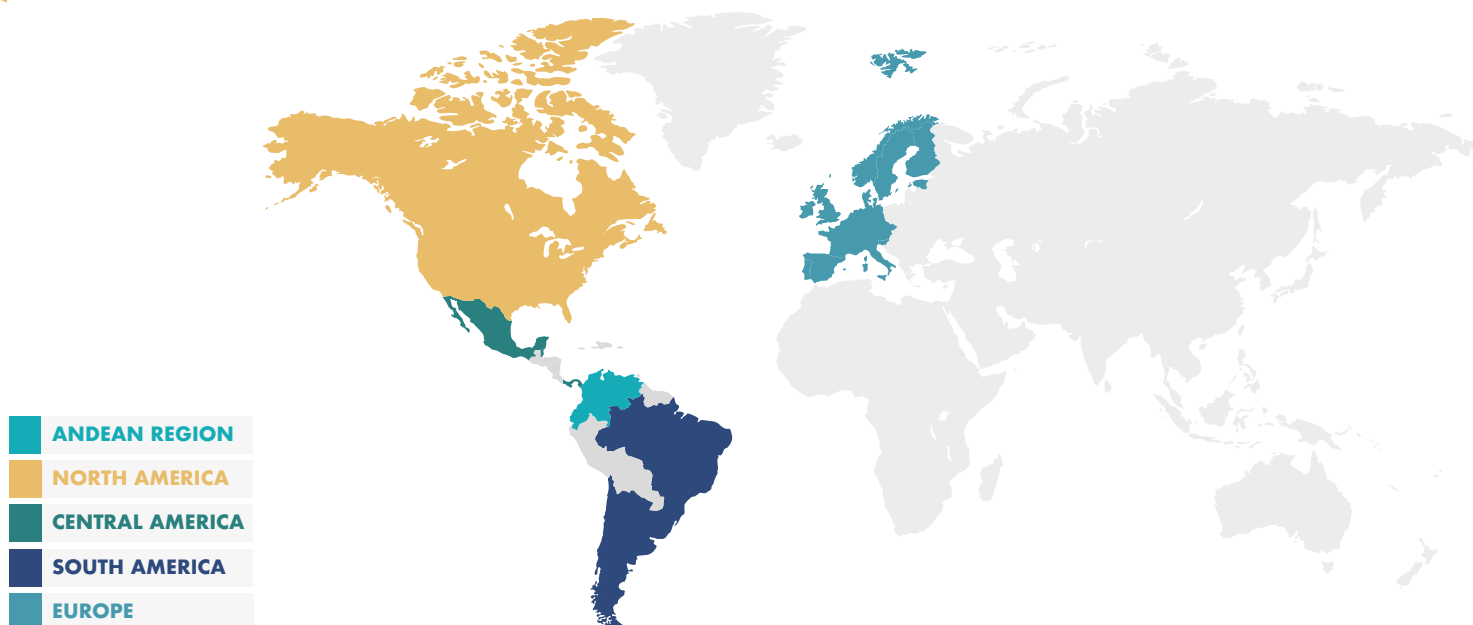 ANDEAN REGION
NORTH AMERICA
CENTRAL AMERICA
SOUTH AMERICA
EUROPE